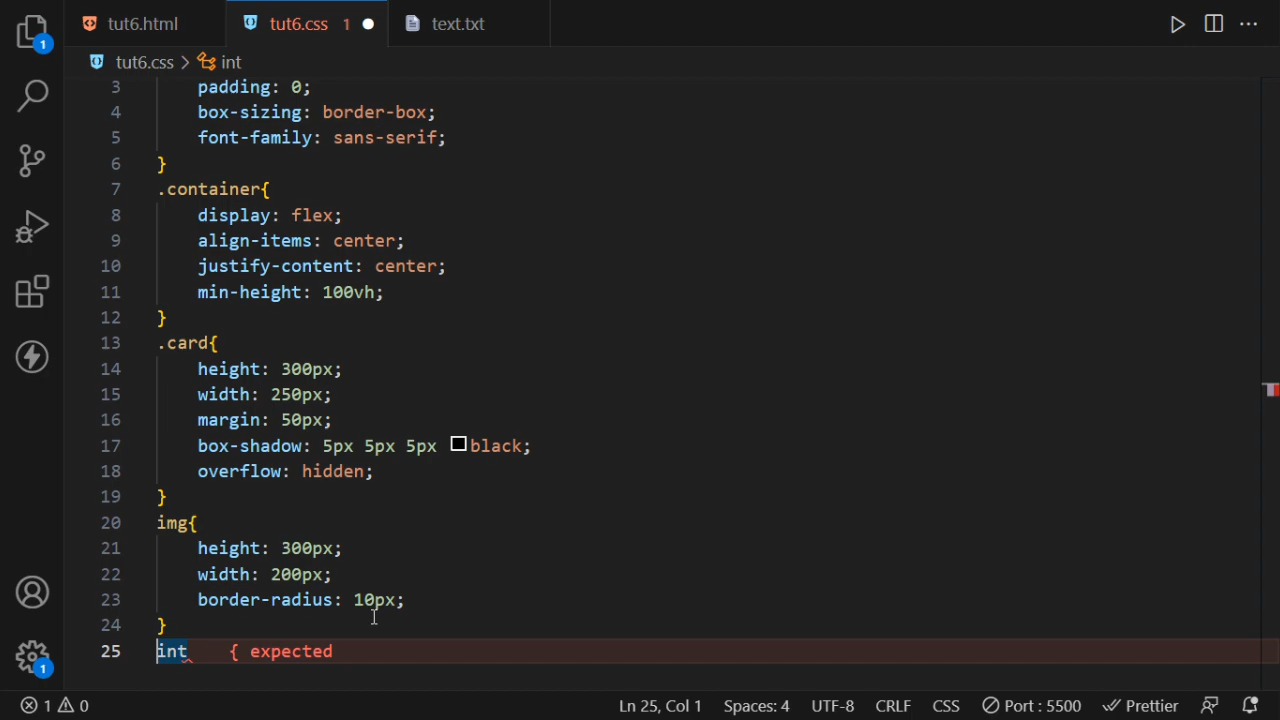 tut6.html tut6.css 1 text.txt
tut6.css > int
1
3 padding: 0;
4 box-sizing: border-box;
5 font-family: sans-serif;
6 }
7 .container{
8 display: flex;
9 align-items: center;
10 justify-content: center;
11 min-height: 100vh;
12 }
13 .card{
14 height: 300px;
15 width: 250px;
16 margin: 50px;
17 box-shadow: 5px 5px 5px black;
18 overflow: hidden;
19 }
20 img{
21 height: 300px;
22 width: 200px;
23 border-radius: 10px;
24 }
25 int { expected
1
1 0 Ln 25, Col 1 Spaces: 4 UTF-8 CRLF CSS Port : 5500 Prettier